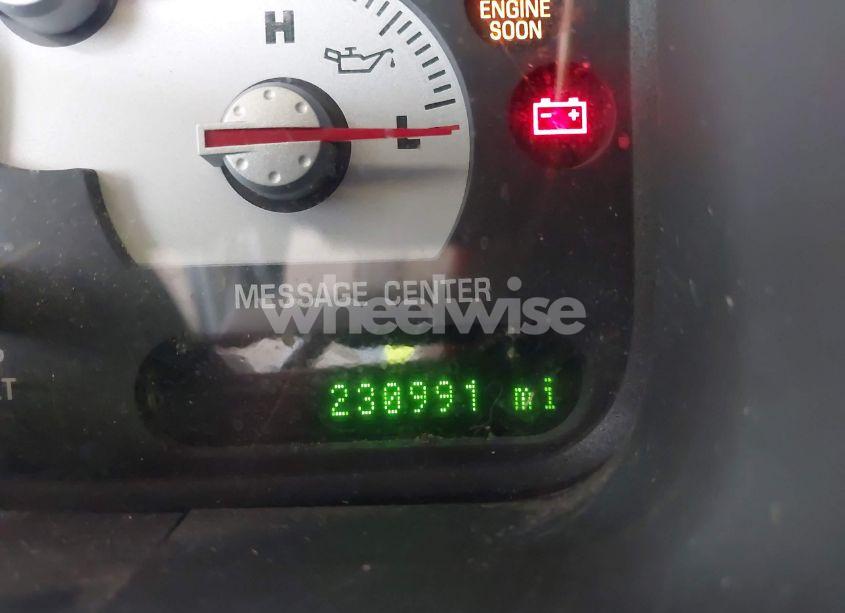 ENGINE
SOON
H
L
MESSAGE CENTER
wheelwise
230991 mi